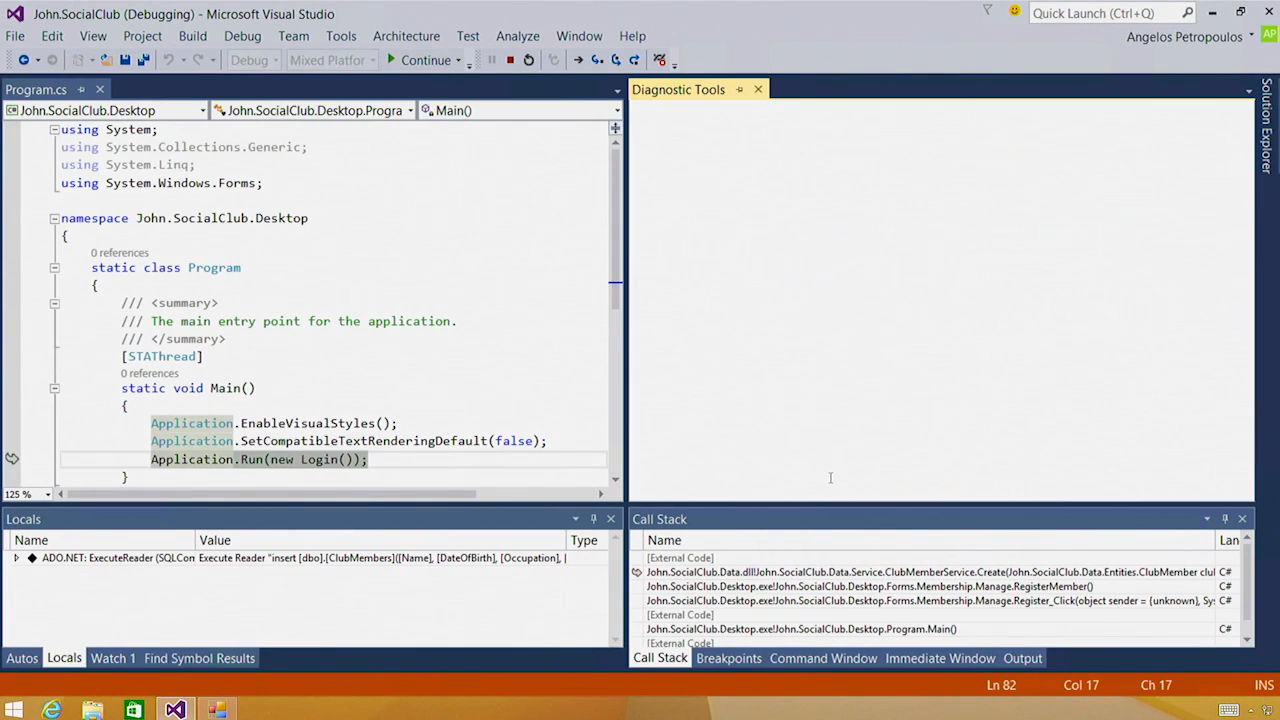 John.SocialClub (Debugging) - Microsoft Visual Studio
Quick Launch (Ctrl+Q)
File Edit View Project Build Debug Team Tools Architecture Test Analyze Window Help
Angelos Petropoulos AP
Debug Mixed Platfor Continue
Program.cs
Diagnostic Tools
John.SocialClub.Desktop John.SocialClub.Desktop.Progra Main()
using System;
using System.Collections.Generic;
using System.Linq;
using System.Windows.Forms;
namespace John.SocialClub.Desktop
{
0 references
static class Program
{
/// <summary>
/// The main entry point for the application.
/// </summary>
[STAThread]
0 references
static void Main()
{
Application.EnableVisualStyles();
Application.SetCompatibleTextRenderingDefault(false);
Application.Run(new Login());
}
125 %
Solution Explorer
Locals
Name Value Type
ADO.NET: ExecuteReader (SQLCon Execute Reader "insert [dbo].[ClubMembers]([Name], [DateOfBirth], [Occupation], [
Autos Locals Watch 1 Find Symbol Results
Call Stack
Name Lan
[External Code]
John.SocialClub.Data.dll!John.SocialClub.Data.Service.ClubMemberService.Create(John.SocialClub.Data.Entities.ClubMember clul C#
John.SocialClub.Desktop.exe!John.SocialClub.Desktop.Forms.Membership.Manage.RegisterMember() C#
John.SocialClub.Desktop.exe!John.SocialClub.Desktop.Forms.Membership.Manage.Register_Click(object sender = {unknown}, Sys C#
[External Code]
John.SocialClub.Desktop.exe!John.SocialClub.Desktop.Program.Main() C#
[External Code]
Call Stack Breakpoints Command Window Immediate Window Output
Ln 82 Col 17 Ch 17 INS